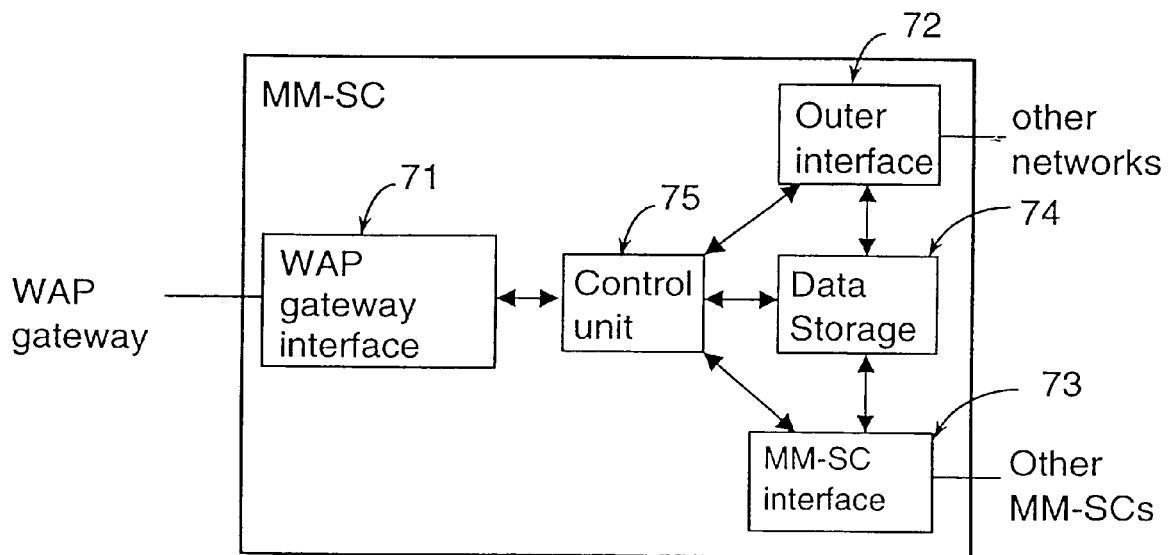 72
MM-SC
Outer
interface
other
networks
71
75
74
WAP
gateway
WAP
gateway
interface
Control
unit
Data
Storage
73
MM-SC
interface
Other
MM-SCs